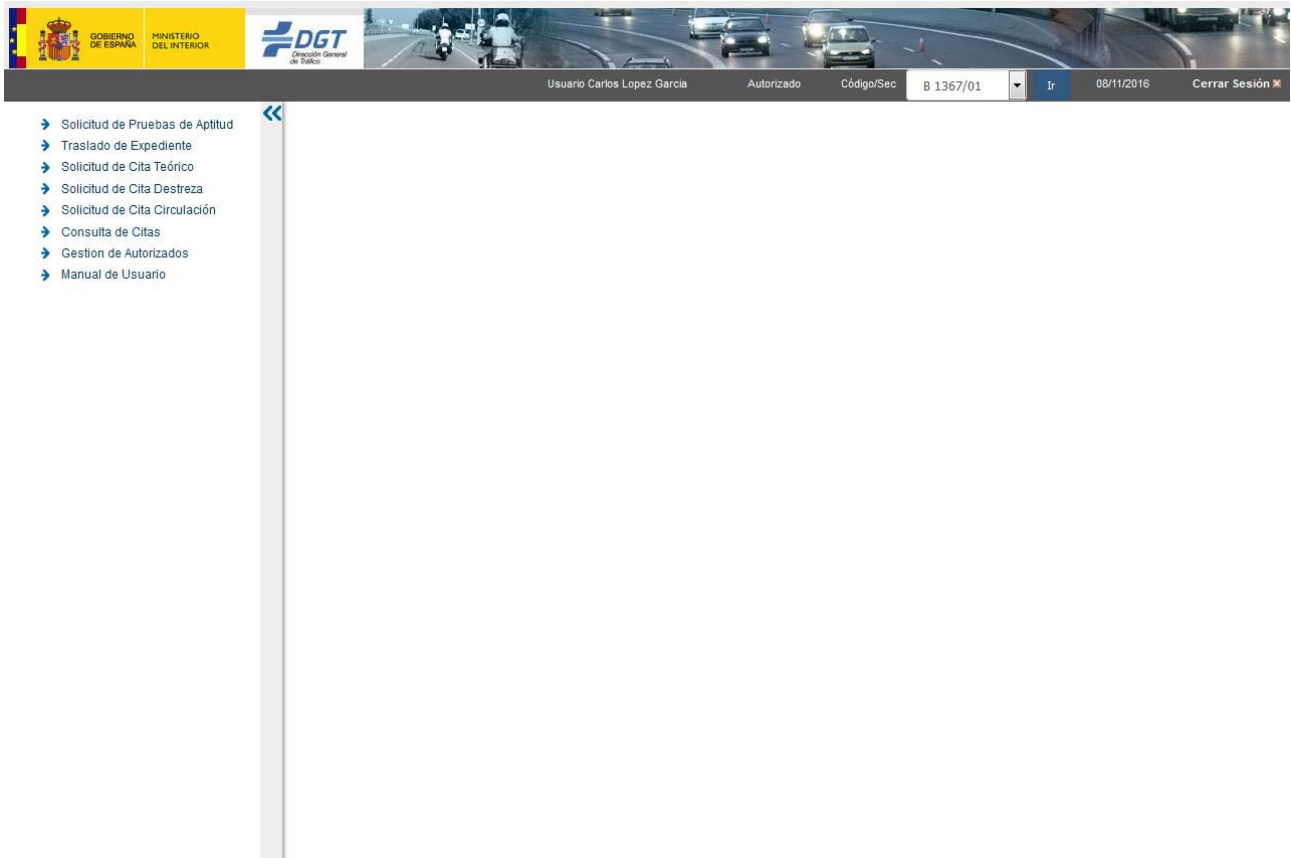 GOBIERNO
DE ESPAÑA
MINISTERIO
DEL INTERIOR
DGT
Dirección General
de Tráfico
Usuario Carlos Lopez Garcia Autorizado Código/Sec B 1367/01 Ir 08/11/2016 Cerrar Sesión
Solicitud de Pruebas de Aptitud
Traslado de Expediente
Solicitud de Cita Teórico
Solicitud de Cita Destreza
Solicitud de Cita Circulación
Consulta de Citas
Gestion de Autorizados
Manual de Usuario